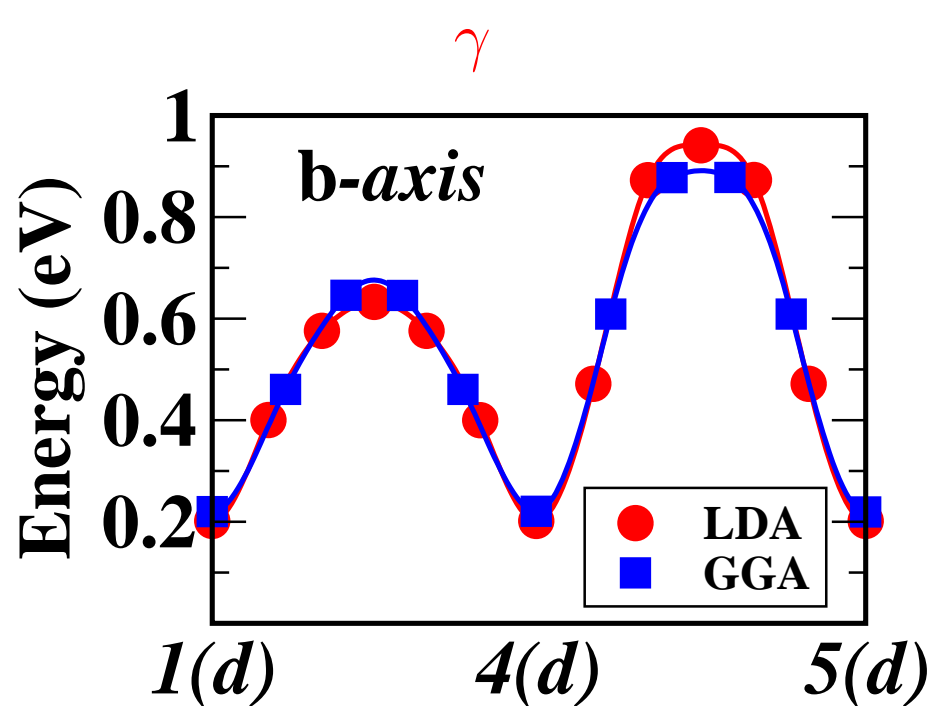 γ
1
b-axis
0.8
0.6
0.4
0.2
Energy (eV)
LDA
GGA
1(d) 4(d) 5(d)